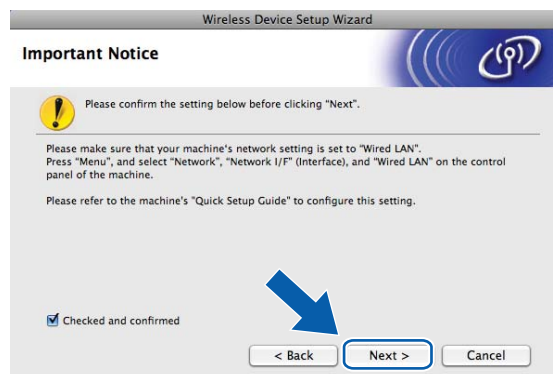 Wireless Device Setup Wizard
Important Notice
Please confirm the setting below before clicking "Next".
Please make sure that your machine's network setting is set to "Wired LAN".
Press "Menu", and select "Network", "Network I/F" (Interface), and "Wired LAN" on the control
panel of the machine.
Please refer to the machine's "Quick Setup Guide" to configure this setting.
Checked and confirmed
< Back Next > Cancel